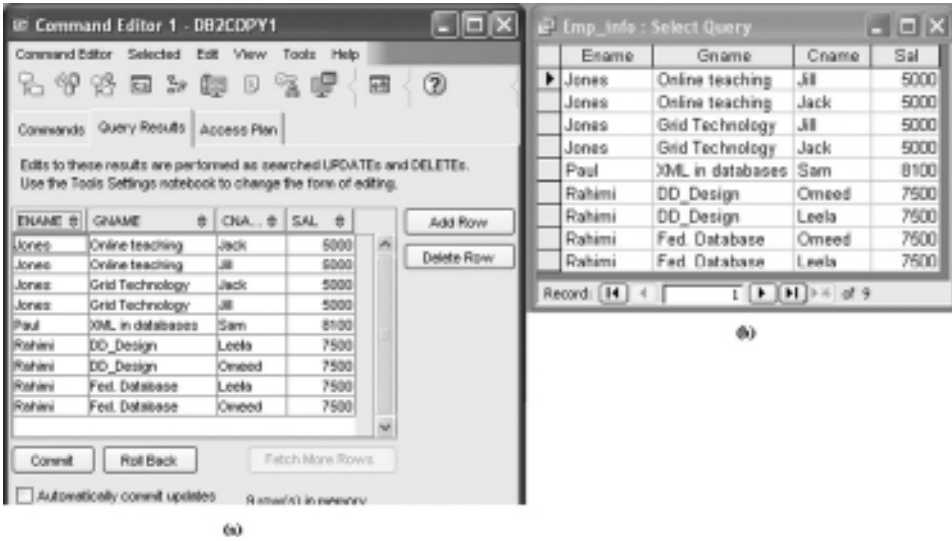 Command Editor 1 - DB2COPY1
Command Editor Selected Edit View Tools Help
Commands Query Results Access Plan
Edits to these results are performed as searched UPDATEs and DELETEs.
Use the Tools Settings notebook to change the form of editing.
ENAME GNAME CNA... SAL
Jones Online teaching Jack 5000
Jones Online teaching Jill 5000
Jones Grid Technology Jack 5000
Jones Grid Technology Jill 5000
Paul XML in databases Sam 8100
Rahimi DD_Design Leela 7500
Rahimi DD_Design Omeed 7500
Rahimi Fed. Database Leela 7500
Rahimi Fed. Database Omeed 7500
Add Row
Delete Row
Commit Roll Back Fetch More Rows
Automatically commit updates 9 row(s) in memory
(a)
Emp_info : Select Query
Ename Gname Cname Sal
Jones Online teaching Jill 5000
Jones Online teaching Jack 5000
Jones Grid Technology Jill 5000
Jones Grid Technology Jack 5000
Paul XML in databases Sam 8100
Rahimi DD_Design Omeed 7500
Rahimi DD_Design Leela 7500
Rahimi Fed. Database Omeed 7500
Rahimi Fed. Database Leela 7500
Record: 1 of 9
(b)